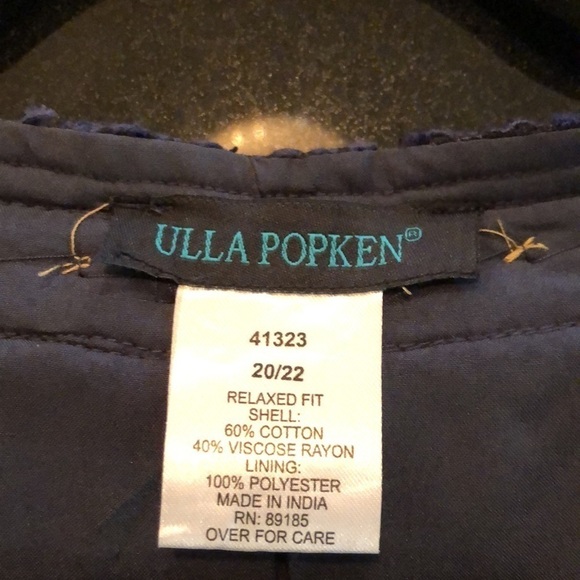 ULLA POPKEN®
41323
20/22
RELAXED FIT
SHELL:
60% COTTON
40% VISCOSE RAYON
LINING:
100% POLYESTER
MADE IN INDIA
RN: 89185
OVER FOR CARE